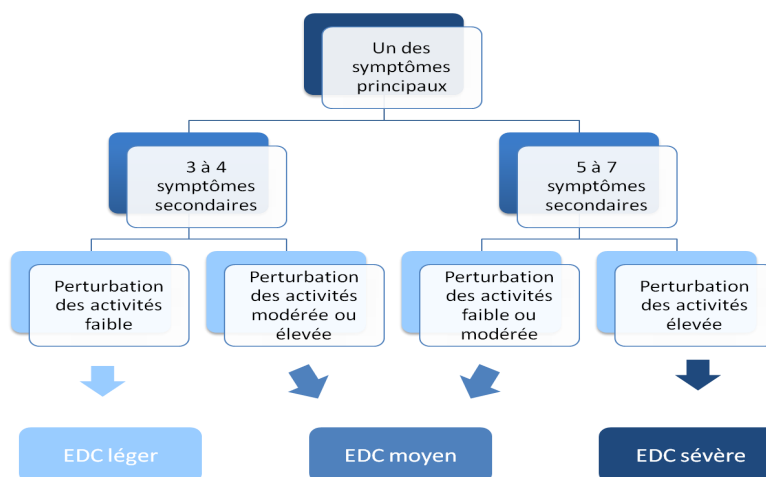 Un des
symptômes
principaux
3 à 4
symptômes
secondaires
5 à 7
symptômes
secondaires
Perturbation
des activités
faible
Perturbation
des activités
modérée ou
élevée
Perturbation
des activités
faible ou
modérée
Perturbation
des activités
élevée
EDC léger
EDC moyen
EDC sévère